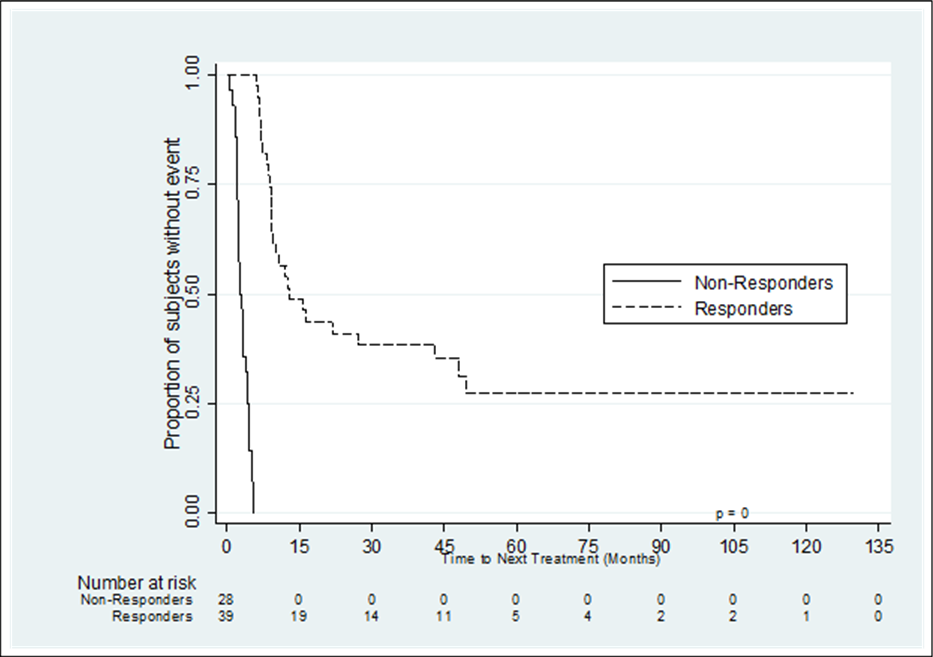 Proportion of subjects without event
1.00
0.75
0.50
0.25
0.00
Non-Responders
Responders
p = 0
0 15 30 45 60 75 90 105 120 135
Time to Next Treatment (Months)
Number at risk
Non-Responders 28 0 0 0 0 0 0 0 0 0
Responders 39 19 14 11 5 4 2 2 1 0